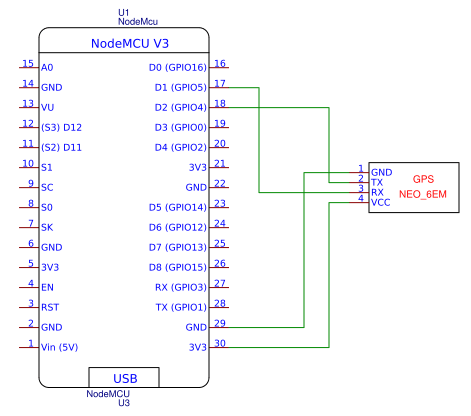 U1
NodeMcu
NodeMCU V3
15 A0 D0 (GPIO16) 16
14 GND D1 (GPIO5) 17
13 VU D2 (GPIO4) 18
12 (S3) D12 D3 (GPIO0) 19
11 (S2) D11 D4 (GPIO2) 20
10 S1 3V3 21
9 SC GND 22
8 S0 D5 (GPIO14) 23
7 SK D6 (GPIO12) 24
6 GND D7 (GPIO13) 25
5 3V3 D8 (GPIO15) 26
4 EN RX (GPIO3) 27
3 RST TX (GPIO1) 28
2 GND GND 29
1 Vin (5V) 3V3 30
USB
NodeMCU
U3
1 GND
2 TX
3 RX
4 VCC
GPS
NEO_6EM